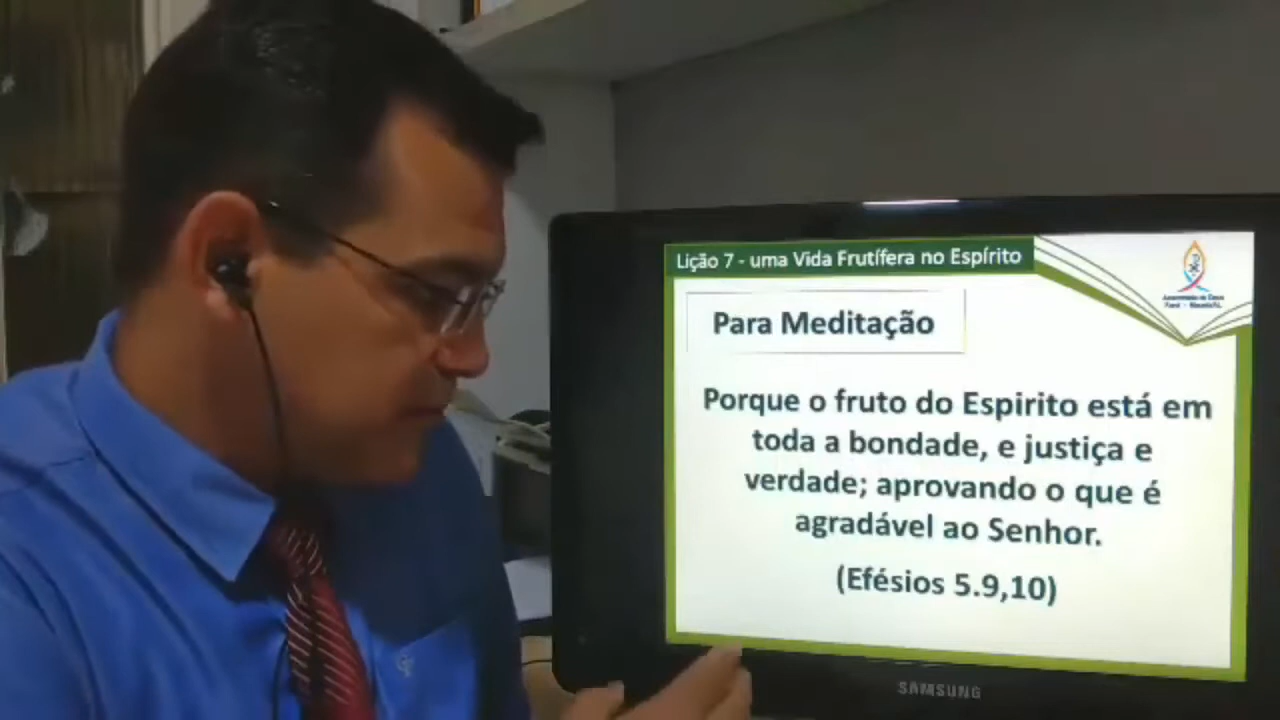 Lição 7 - uma Vida Frutífera no Espírito
Para Meditação
Porque o fruto do Espirito está em
toda a bondade, e justiça e
verdade; aprovando o que é
agradável ao Senhor.
(Efésios 5.9,10)
SAMSUNG